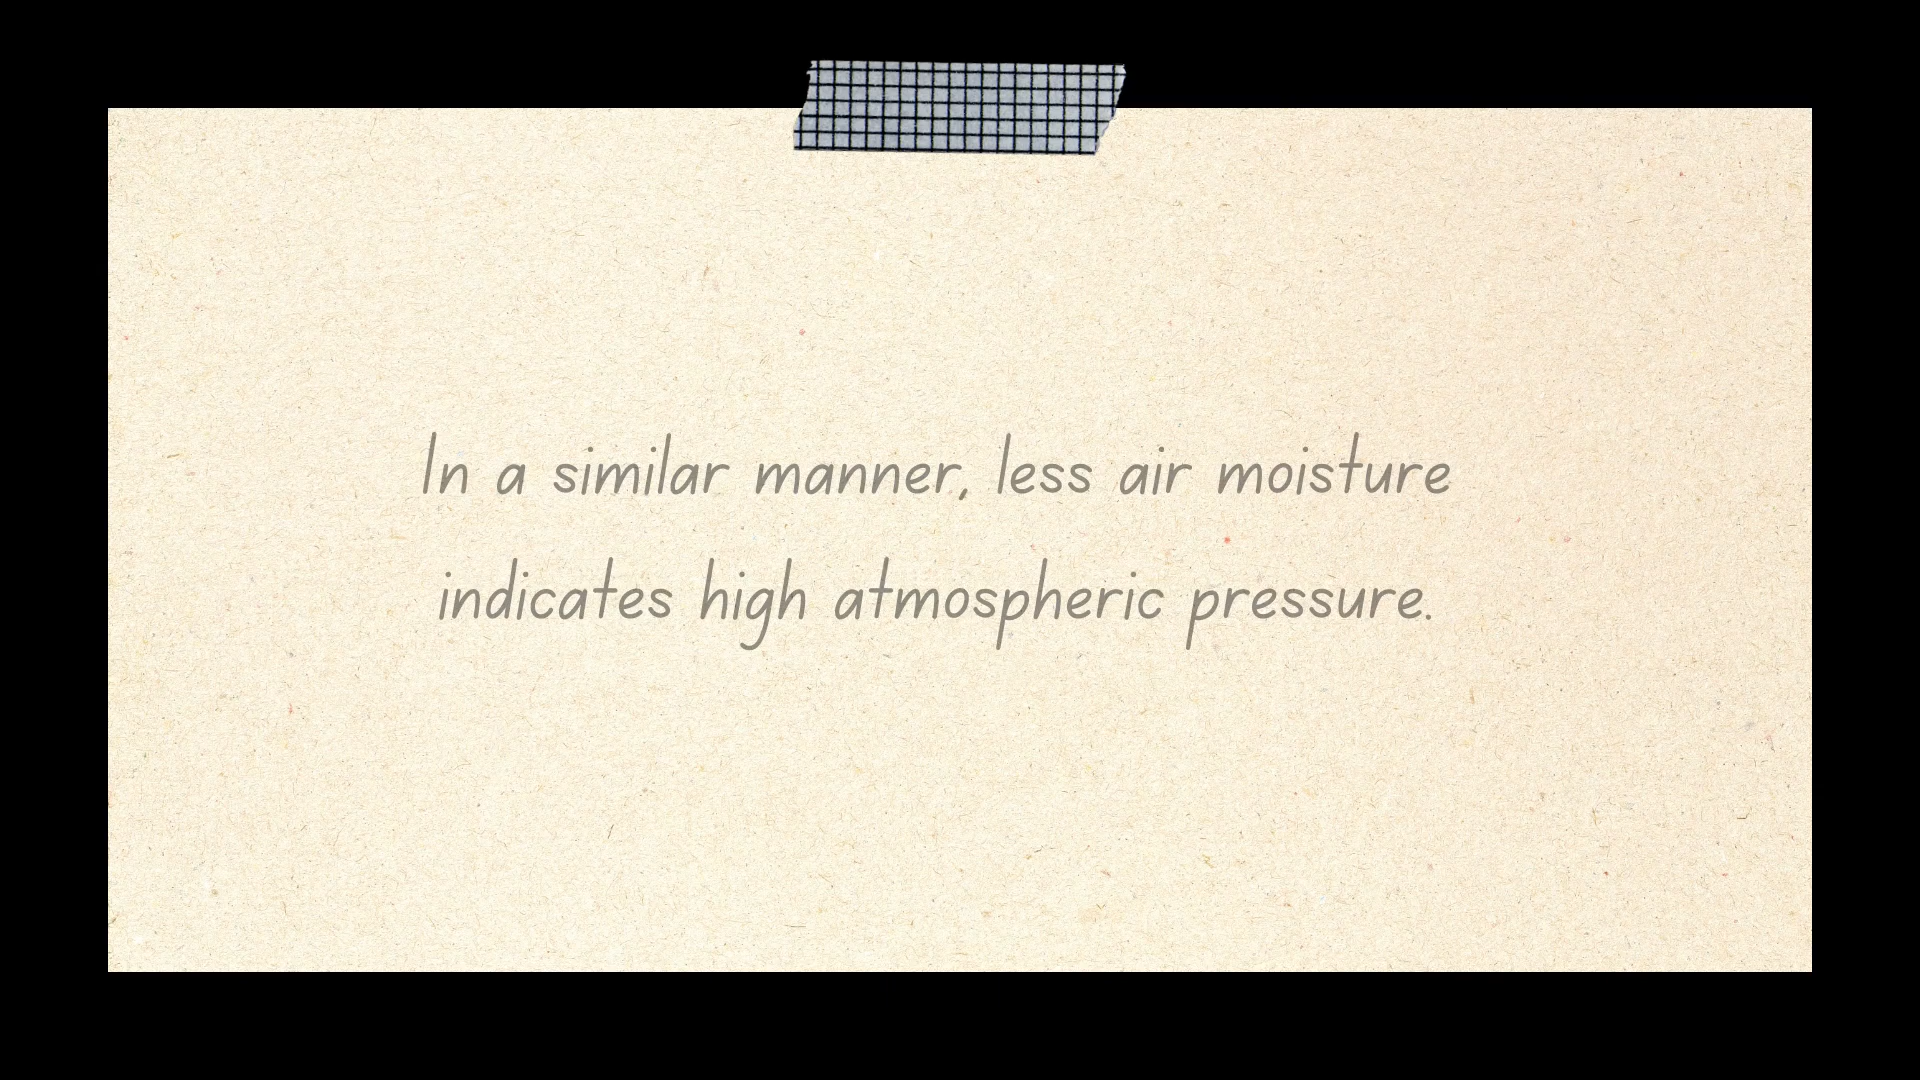 In a similar manner, less air moisture
indicates high atmospheric pressure.